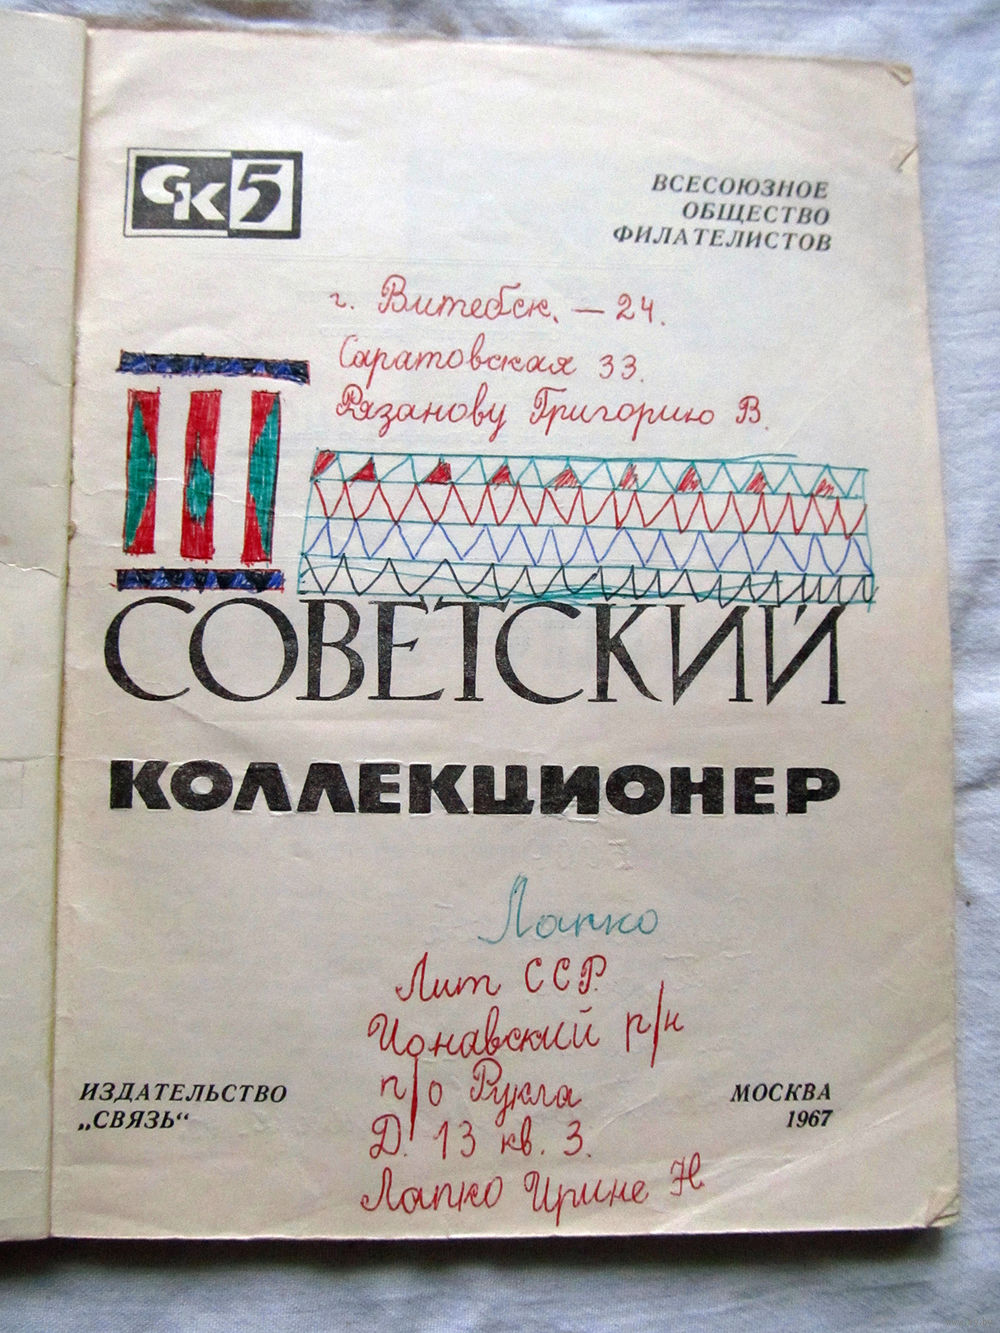 СК5
ВСЕСОЮЗНОЕ
ОБЩЕСТВО
ФИЛАТЕЛИСТОВ
г. Витебск. — 24.
Саратовская 33.
Рязанову Григорию В.
СОВЕТСКИЙ
КОЛЛЕКЦИОНЕР
Лапко
Лит ССР.
Ионавский р/н
п/о Рукла
Д. 13 кв. 3.
Лапко Ирине Н
ИЗДАТЕЛЬСТВО
„СВЯЗЬ“
МОСКВА
1967